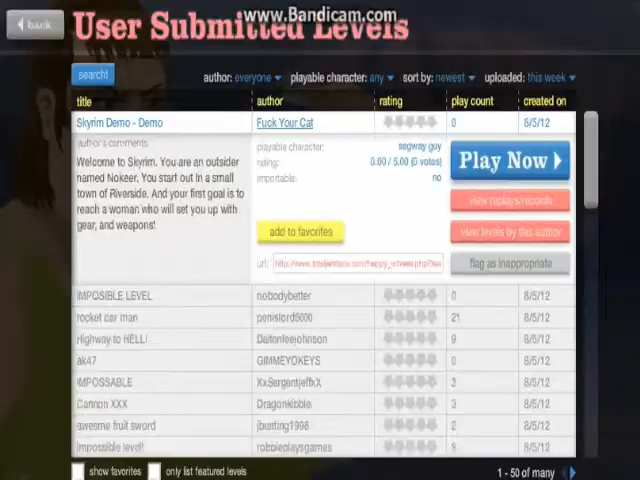 www.Bandicam.com
back
User Submitted Levels
search!
author: everyone playable character: any sort by: newest uploaded: this week
title author rating play count created on
Skyrim Demo - Demo Fuck Your Cat 0 8/5/12
author's comments:
Welcome to Skyrim. You are an outsider
named Nokeer. You start out in a small
town of Riverside. And your first goal is to
reach a woman who will set you up with
gear, and weapons!
playable character: segway guy
rating: 0.00 / 5.00 (0 votes)
importable: no
Play Now
view replays/records
add to favorites
view levels by this author
url:
flag as inappropriate
IMPOSIBLE LEVEL nobodybetter 0 8/5/12
rocket car man penislord5000 21 8/5/12
Highway to HELL! Daltonleejohnson 9 8/5/12
ak47 GIMMEYOKEYS 0 8/5/12
IMPOSSABLE XxSergentjeffxX 3 8/5/12
Cannon XXX Dragonkibble 3 8/5/12
awesme fruit sword jbunting1998 2 8/5/12
Impossible level! robbieplaysgames 8/5/12
show favorites only list featured levels 1 - 50 of many